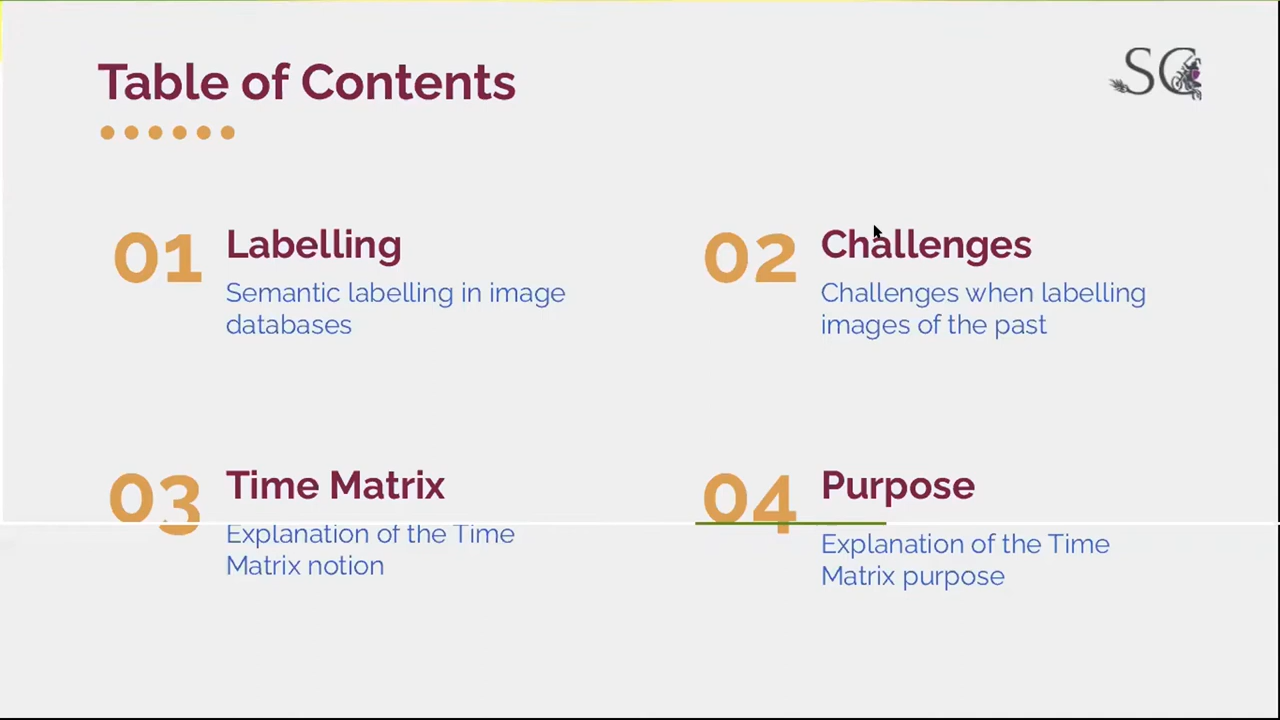 Table of Contents
SC
01 Labelling
Semantic labelling in image
databases
02 Challenges
Challenges when labelling
images of the past
03 Time Matrix
Explanation of the Time
Matrix notion
04 Purpose
Explanation of the Time
Matrix purpose